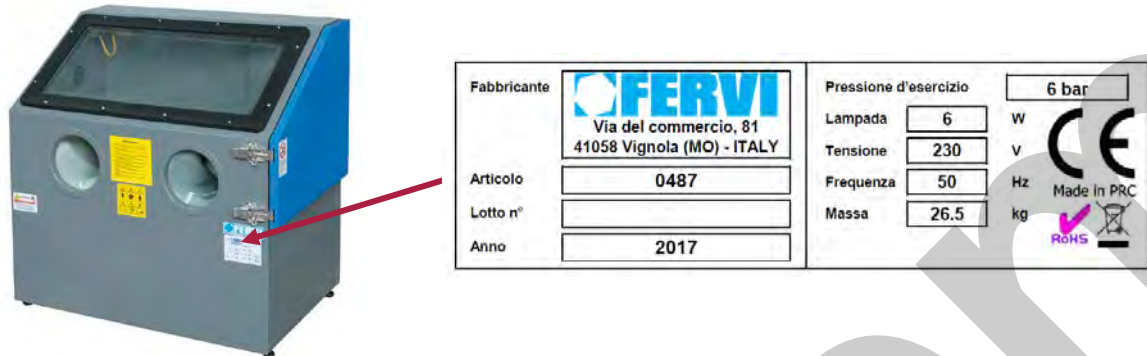 Fabbricante
FERVI
Via del commercio, 81
41058 Vignola (MO) - ITALY
Articolo 0487
Lotto n°
Anno 2017
Pressione d'esercizio 6 bar
Lampada 6 W
Tensione 230 V
Frequenza 50 Hz
Massa 26.5 kg
CE
Made in PRC
RoHS